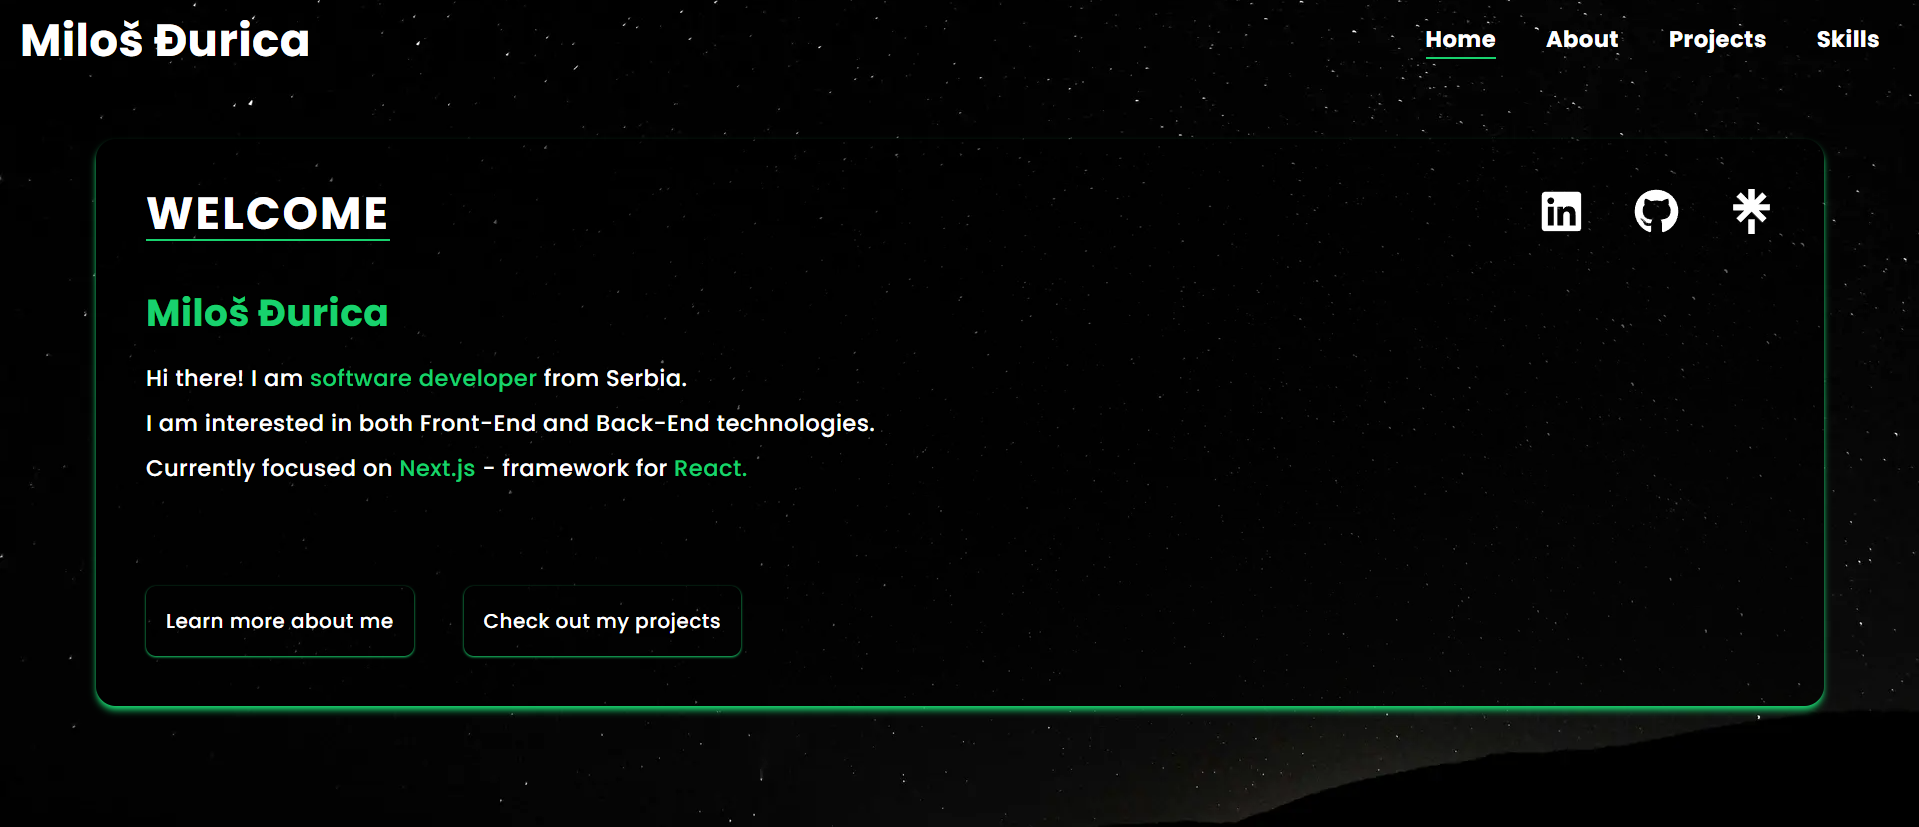 Miloš Đurica
Home About Projects Skills
WELCOME
Miloš Đurica
Hi there! I am software developer from Serbia.
I am interested in both Front-End and Back-End technologies.
Currently focused on Next.js - framework for React.
Learn more about me
Check out my projects